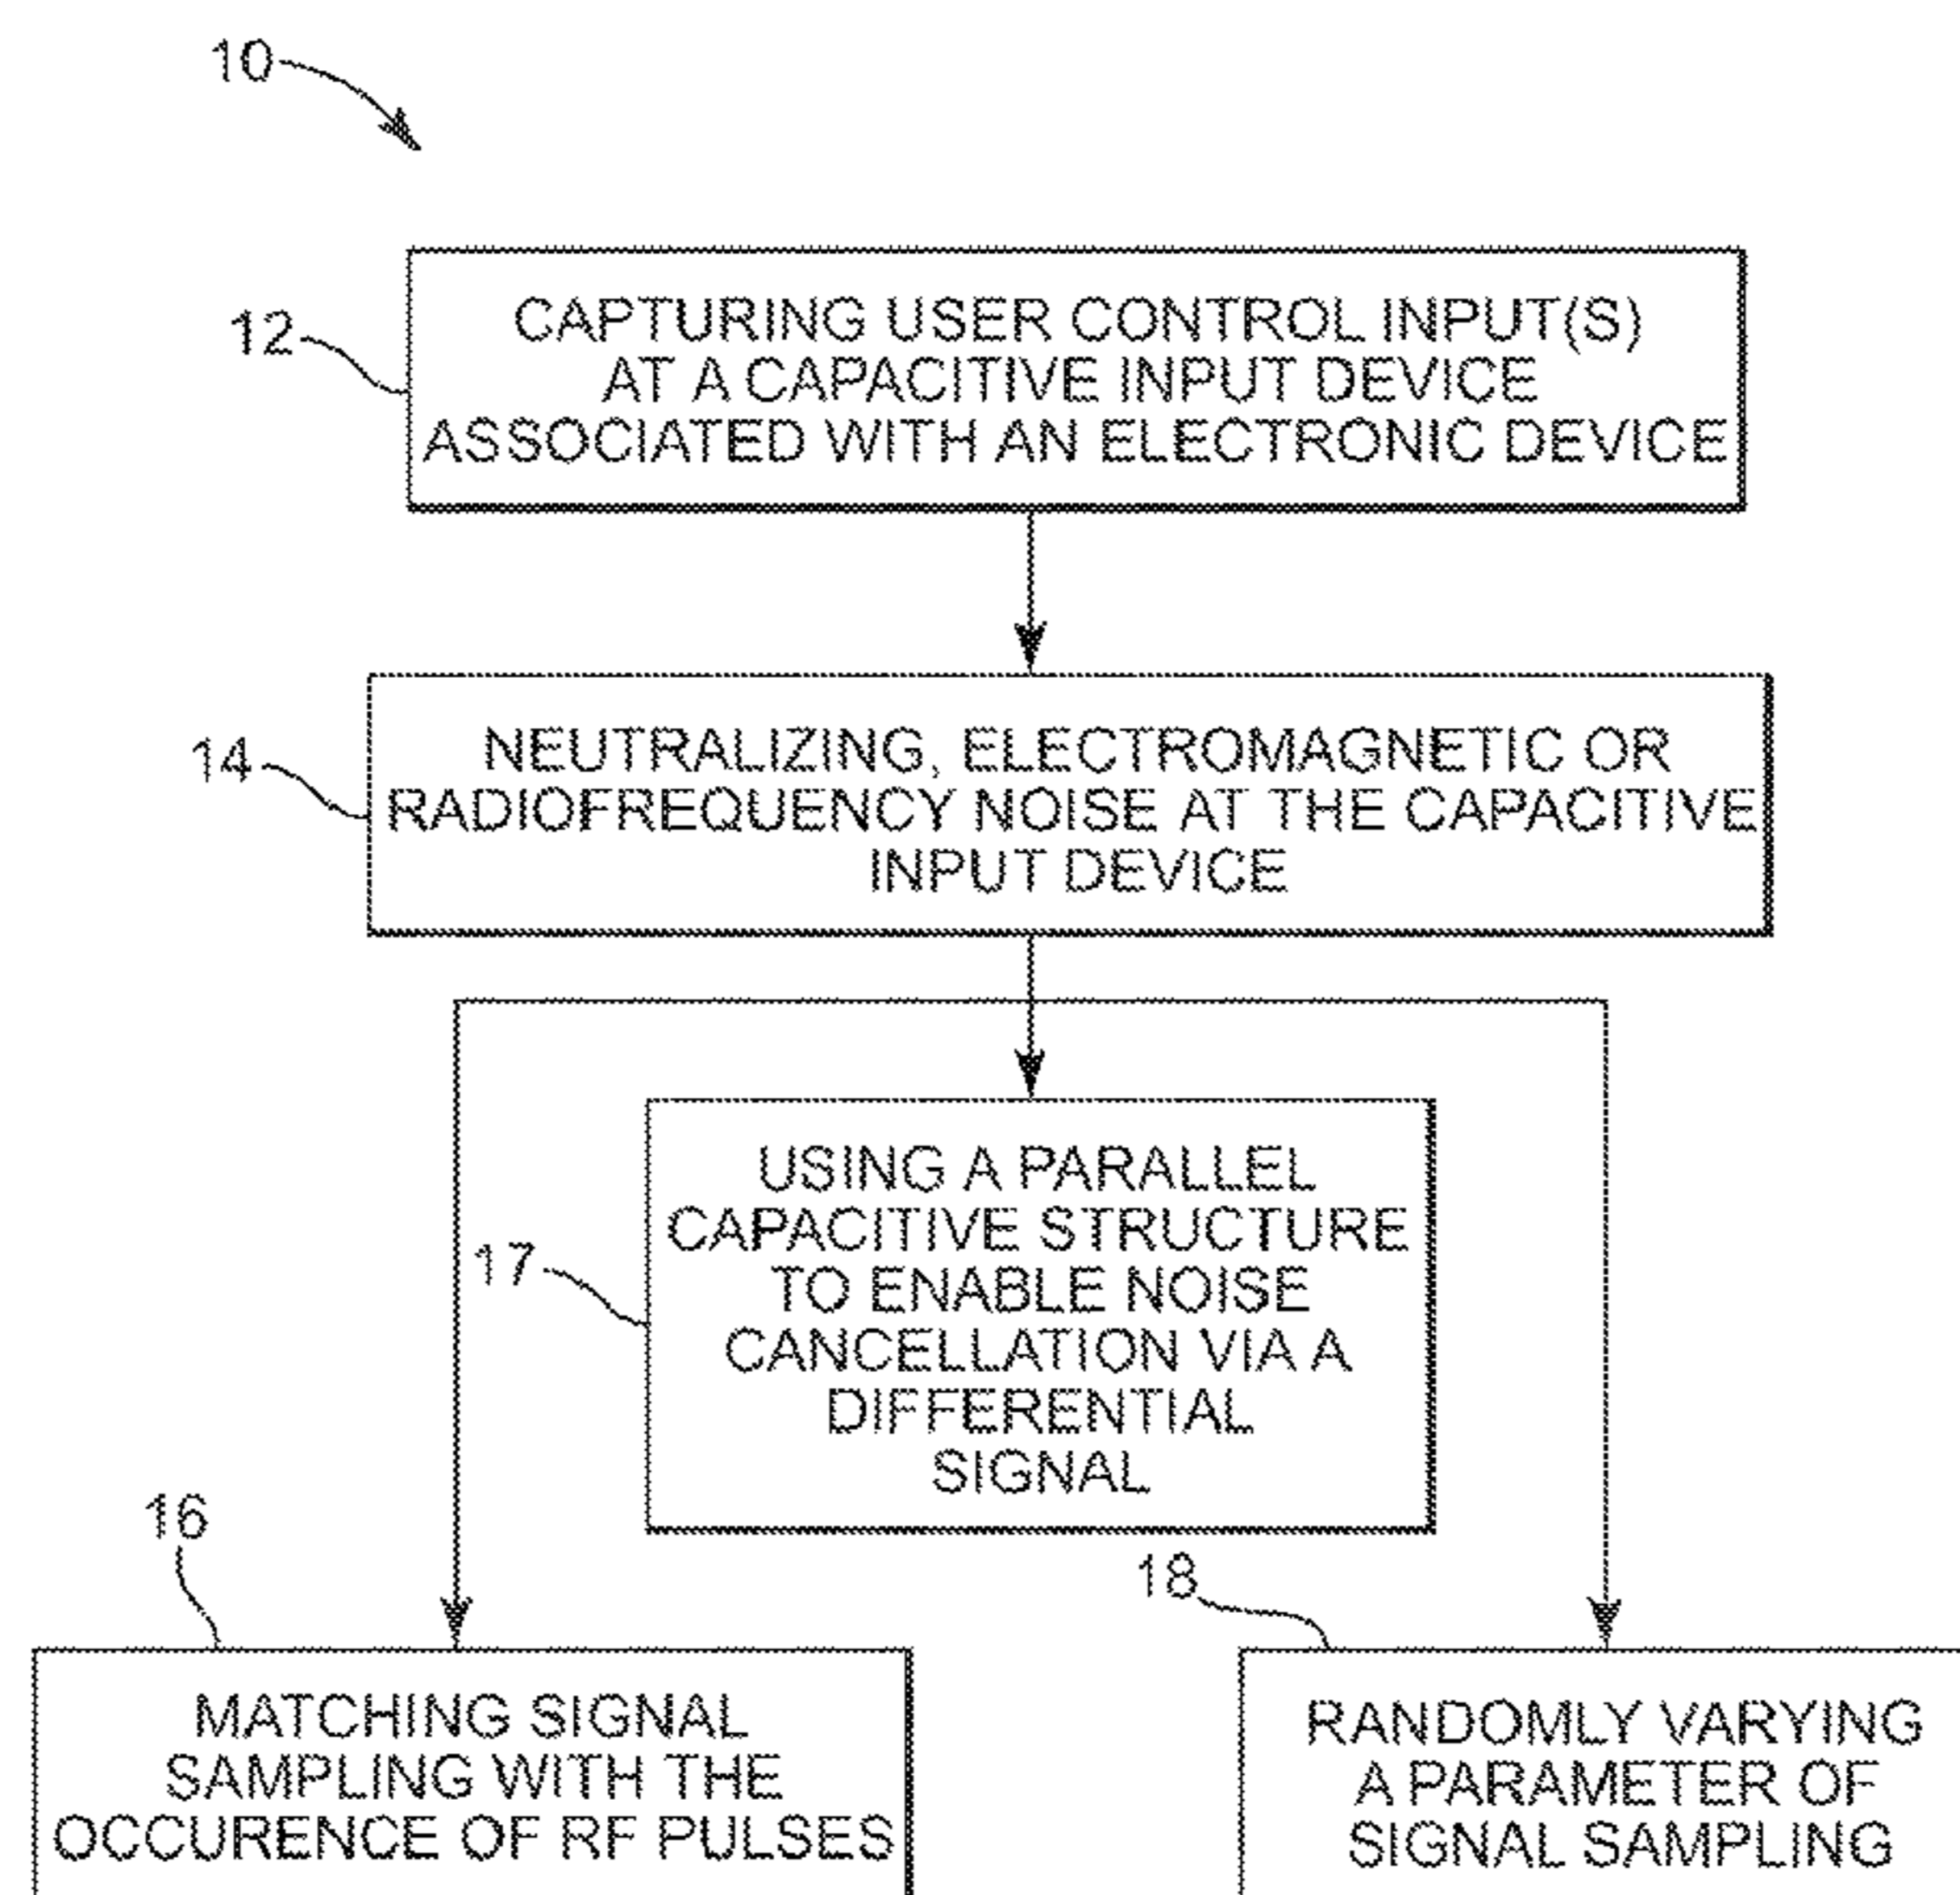 10
12
CAPTURING USER CONTROL INPUT(S)
AT A CAPACITIVE INPUT DEVICE
ASSOCIATED WITH AN ELECTRONIC DEVICE
14
NEUTRALIZING, ELECTROMAGNETIC OR
RADIOFREQUENCY NOISE AT THE CAPACITIVE
INPUT DEVICE
17
USING A PARALLEL
CAPACITIVE STRUCTURE
TO ENABLE NOISE
CANCELLATION VIA A
DIFFERENTIAL
SIGNAL
16
MATCHING SIGNAL
SAMPLING WITH THE
OCCURENCE OF RF PULSES
18
RANDOMLY VARYING
A PARAMETER OF
SIGNAL SAMPLING